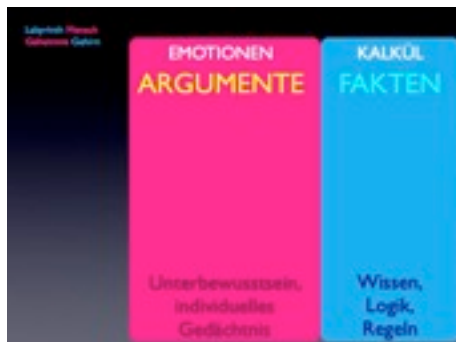 Labyrinth Mensch
Geheimnis Gehirn
EMOTIONEN
ARGUMENTE
Unterbewusstsein,
individuelles
Gedächtnis
KALKÜL
FAKTEN
Wissen,
Logik,
Regeln